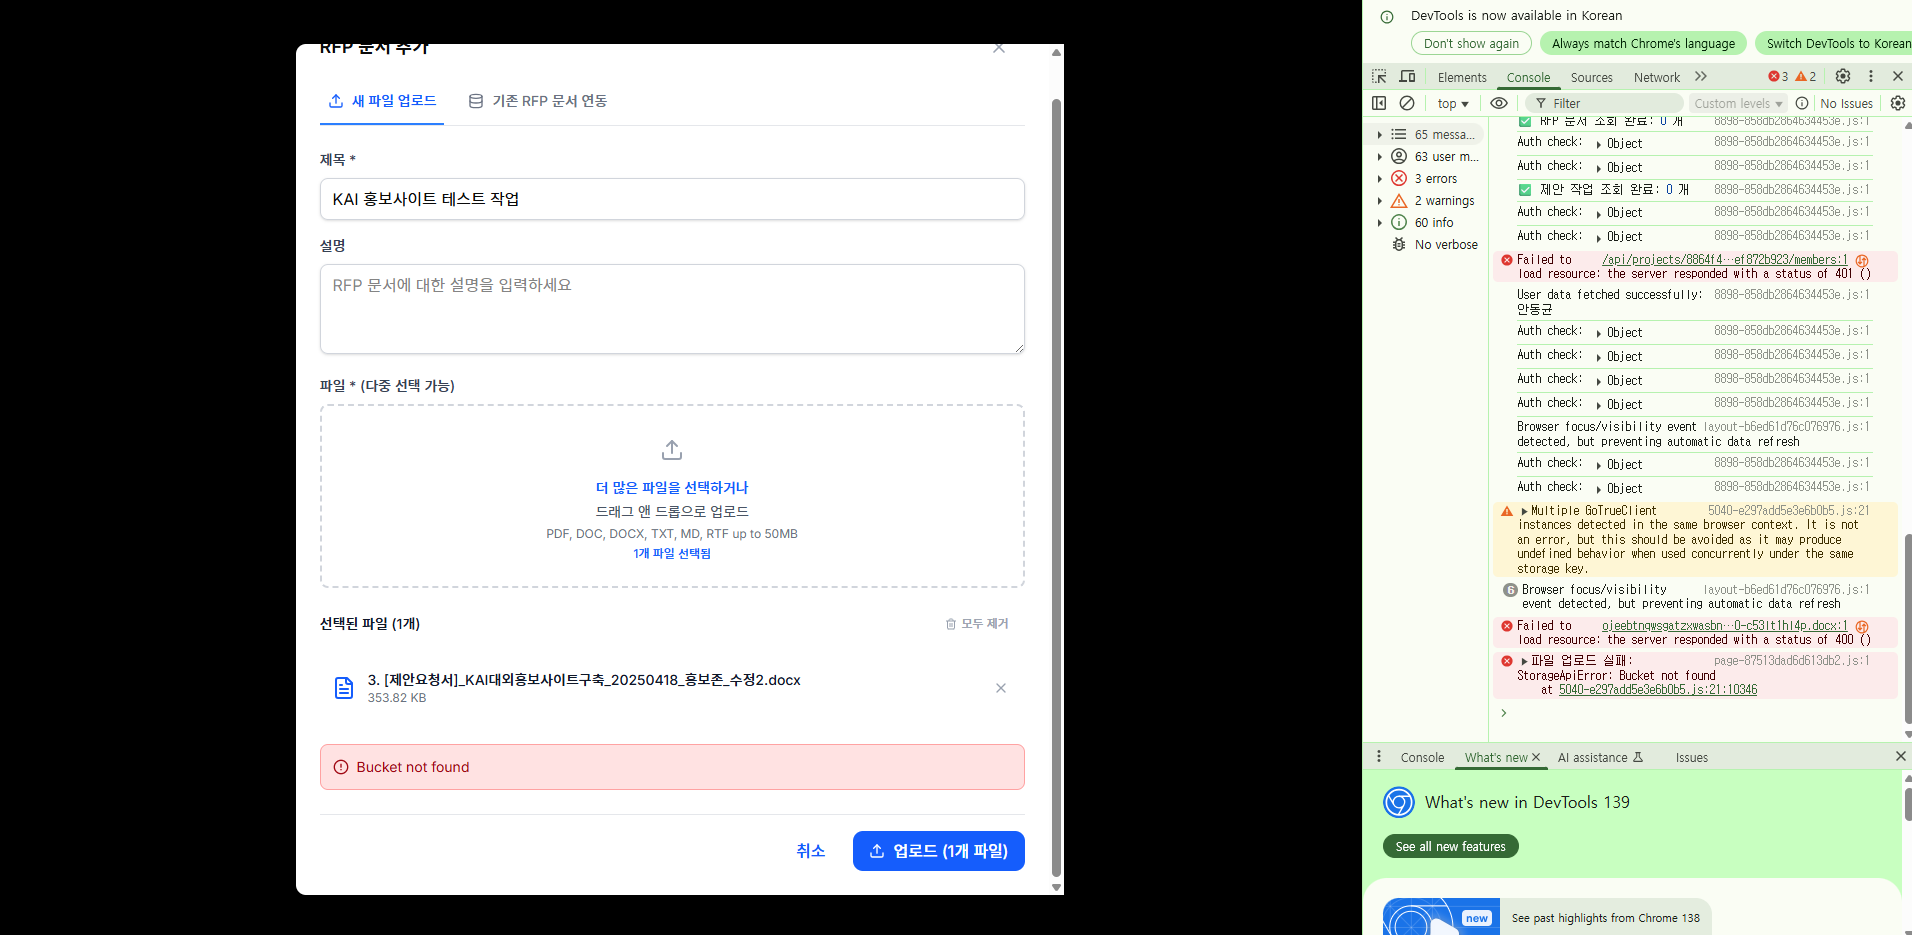 RFP 문서 추가
새 파일 업로드
기존 RFP 문서 연동
제목 *
KAI 홍보사이트 테스트 작업
설명
RFP 문서에 대한 설명을 입력하세요
파일 * (다중 선택 가능)
더 많은 파일을 선택하거나
드래그 앤 드롭으로 업로드
PDF, DOC, DOCX, TXT, MD, RTF up to 50MB
1개 파일 선택됨
선택된 파일 (1개)
모두 제거
3. [제안요청서]_KAI대외홍보사이트구축_20250418_홍보존_수정2.docx
353.82 KB
Bucket not found
취소
업로드 (1개 파일)
DevTools is now available in Korean
Don't show again
Always match Chrome's language
Switch DevTools to Korean
Elements
Console
Sources
Network
3
2
top
Filter
Custom levels
No Issues
65 messa...
63 user m...
3 errors
2 warnings
60 info
No verbose
RFP 문서 조회 완료: 0 개 8898-858db2864634453e.js:1
Auth check: Object 8898-858db2864634453e.js:1
Auth check: Object 8898-858db2864634453e.js:1
제안 작업 조회 완료: 0 개 8898-858db2864634453e.js:1
Auth check: Object 8898-858db2864634453e.js:1
Auth check: Object 8898-858db2864634453e.js:1
Failed to /api/projects/8864f4…ef872b923/members:1
load resource: the server responded with a status of 401 ()
User data fetched successfully: 8898-858db2864634453e.js:1
안동균
Auth check: Object 8898-858db2864634453e.js:1
Auth check: Object 8898-858db2864634453e.js:1
Auth check: Object 8898-858db2864634453e.js:1
Auth check: Object 8898-858db2864634453e.js:1
Browser focus/visibility event layout-b6ed61d76c076976.js:1
detected, but preventing automatic data refresh
Auth check: Object 8898-858db2864634453e.js:1
Auth check: Object 8898-858db2864634453e.js:1
Multiple GoTrueClient 5040-e297add5e3e6b0b5.js:21
instances detected in the same browser context. It is not
an error, but this should be avoided as it may produce
undefined behavior when used concurrently under the same
storage key.
6 Browser focus/visibility layout-b6ed61d76c076976.js:1
event detected, but preventing automatic data refresh
Failed to ojeebtnqwsgatzxwasbn…0-c53lt1hl4p.docx:1
load resource: the server responded with a status of 400 ()
파일 업로드 실패: page-87513dad6d613db2.js:1
StorageApiError: Bucket not found
at 5040-e297add5e3e6b0b5.js:21:10346
Console
What's new
AI assistance
Issues
What's new in DevTools 139
See all new features
new
See past highlights from Chrome 138